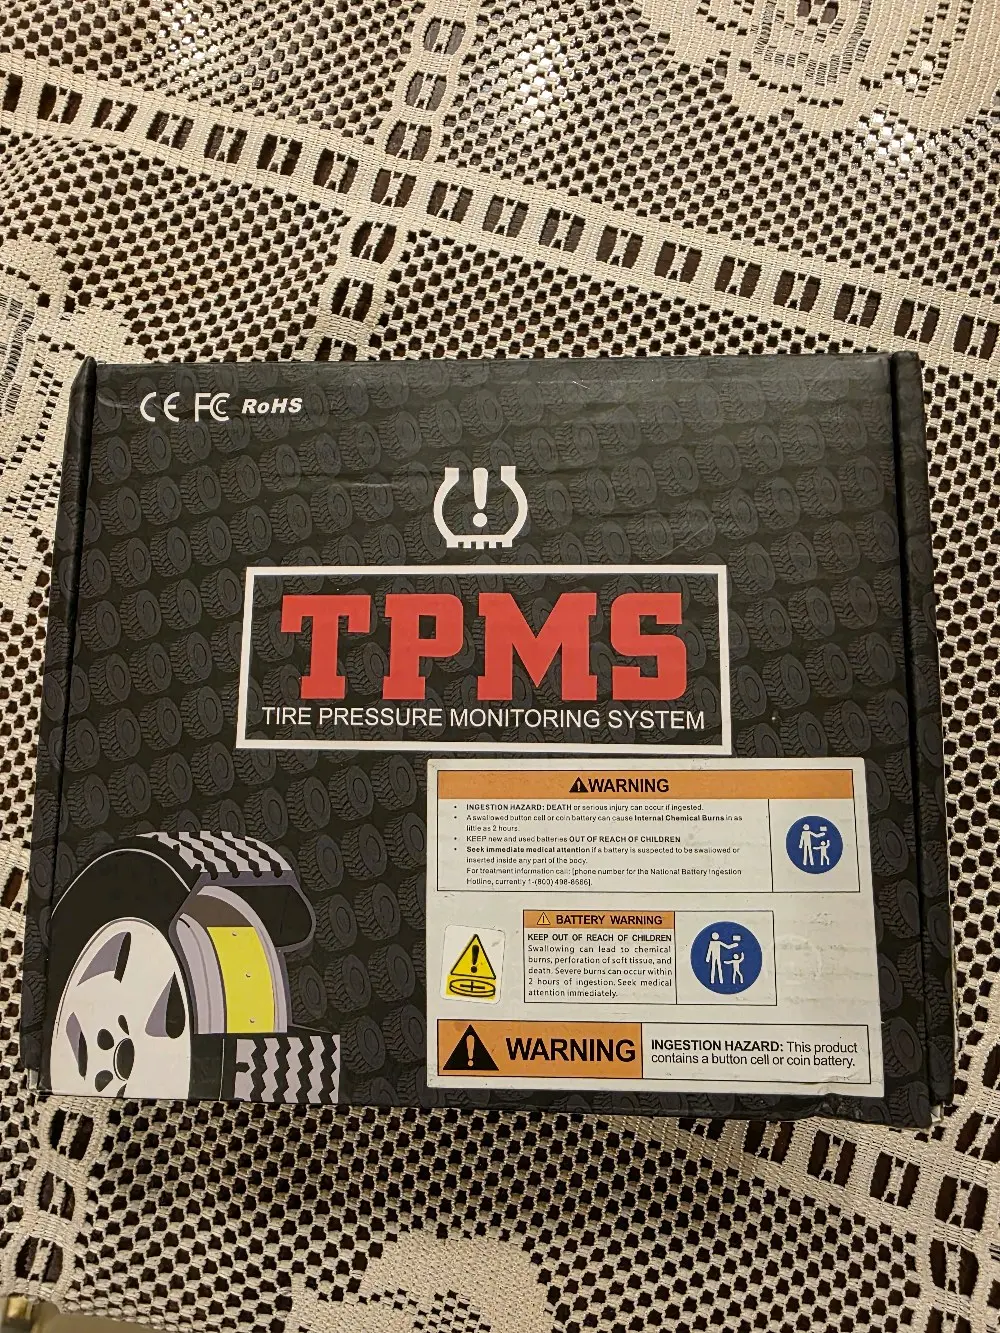 CE FC RoHS
TPMS
TIRE PRESSURE MONITORING SYSTEM
WARNING
• INGESTION HAZARD: DEATH or serious injury can occur if ingested.
• A swallowed button cell or coin battery can cause Internal Chemical Burns in as
little as 2 hours.
• KEEP new and used batteries OUT OF REACH OF CHILDREN
• Seek immediate medical attention if a battery is suspected to be swallowed or
inserted inside any part of the body.
For treatment information call: [phone number for the National Battery Ingestion
Hotline, currently 1-(800) 498-8666].
BATTERY WARNING
KEEP OUT OF REACH OF CHILDREN
Swallowing can lead to chemical
burns, perforation of soft tissue, and
death. Severe burns can occur within
2 hours of ingestion. Seek medical
attention immediately.
WARNING
INGESTION HAZARD: This product
contains a button cell or coin battery.